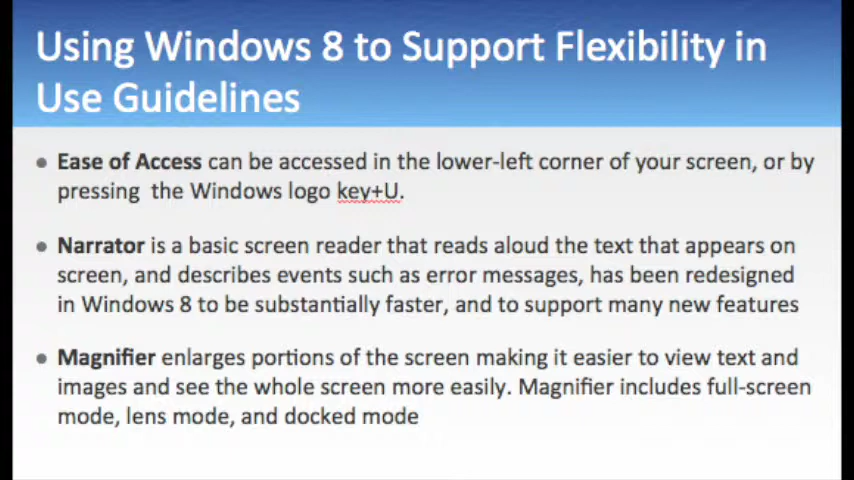 Using Windows 8 to Support Flexibility in
Use Guidelines
Ease of Access can be accessed in the lower-left corner of your screen, or by
pressing the Windows logo key+U.
Narrator is a basic screen reader that reads aloud the text that appears on
screen, and describes events such as error messages, has been redesigned
in Windows 8 to be substantially faster, and to support many new features
Magnifier enlarges portions of the screen making it easier to view text and
images and see the whole screen more easily. Magnifier includes full-screen
mode, lens mode, and docked mode